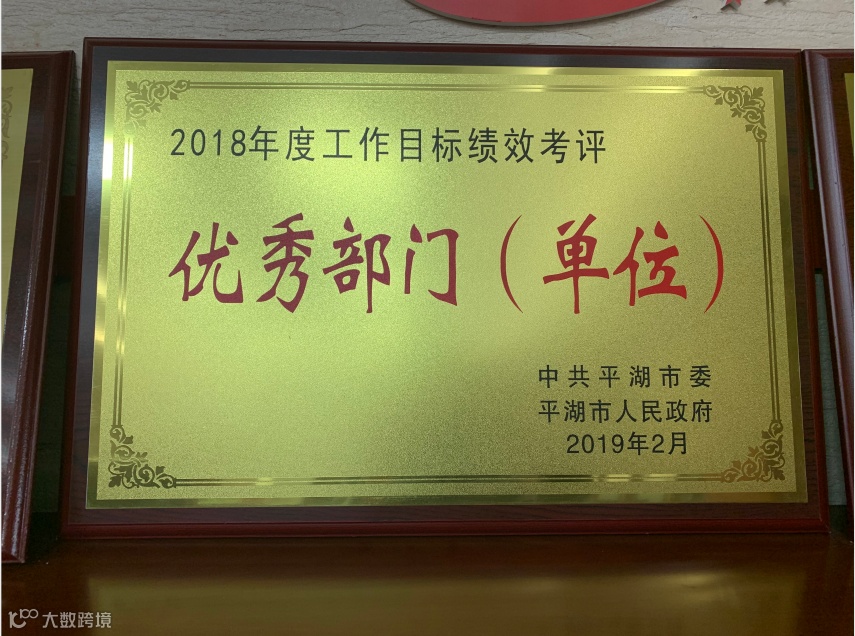 2018年度工作目标绩效考评
优秀部门（单位）
中共平湖市委
平湖市人民政府
2019年2月
大数跨境